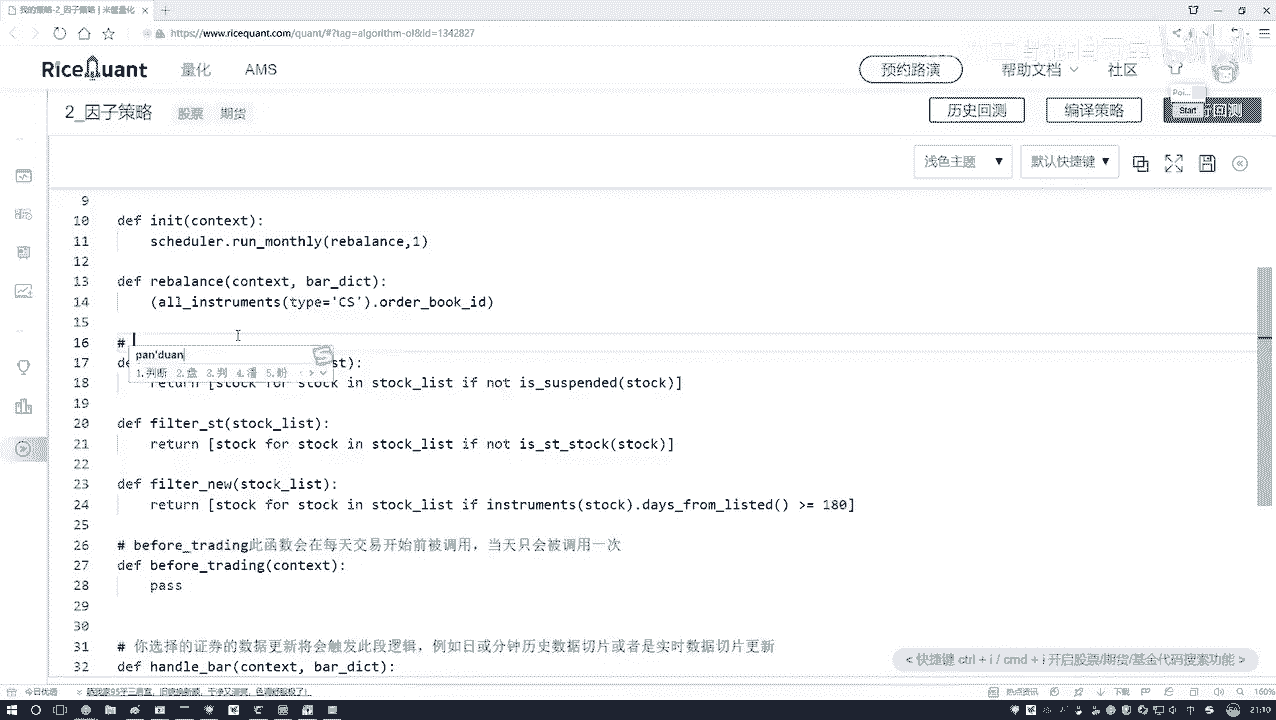 我的策略-2_因子策略 | 米筐量化
https://www.ricequant.com/quant/#?tag=algorithm-of&id=1342827
RiceQuant 量化 AMS 预约路演 帮助文档 社区
2_因子策略 股票 期货 历史回测 编译策略
Poi...
Start
浅色主题 默认快捷键
9
10 def init(context):
11 scheduler.run_monthly(rebalance,1)
12
13 def rebalance(context, bar_dict):
14 (all_instruments(type='CS').order_book_id)
15
16 #
pan'duan
1.判断 2.盘 3.判 4.潘 5.盼
17 de st):
18 return [stock for stock in stock_list if not is_suspended(stock)]
19
20 def filter_st(stock_list):
21 return [stock for stock in stock_list if not is_st_stock(stock)]
22
23 def filter_new(stock_list):
24 return [stock for stock in stock_list if instruments(stock).days_from_listed() >= 180]
25
26 # before_trading此函数会在每天交易开始前被调用，当天只会被调用一次
27 def before_trading(context):
28 pass
29
30
31 # 你选择的证券的数据更新将会触发此段逻辑，例如日或分钟历史数据切片或者是实时数据切片更新
32 def handle_bar(context, bar_dict):
< 快捷键 ctrl + i / cmd + i 开启股票/期货/基金代码搜索功能 >
今日优选
热点资讯 下载 160%
中 21:10